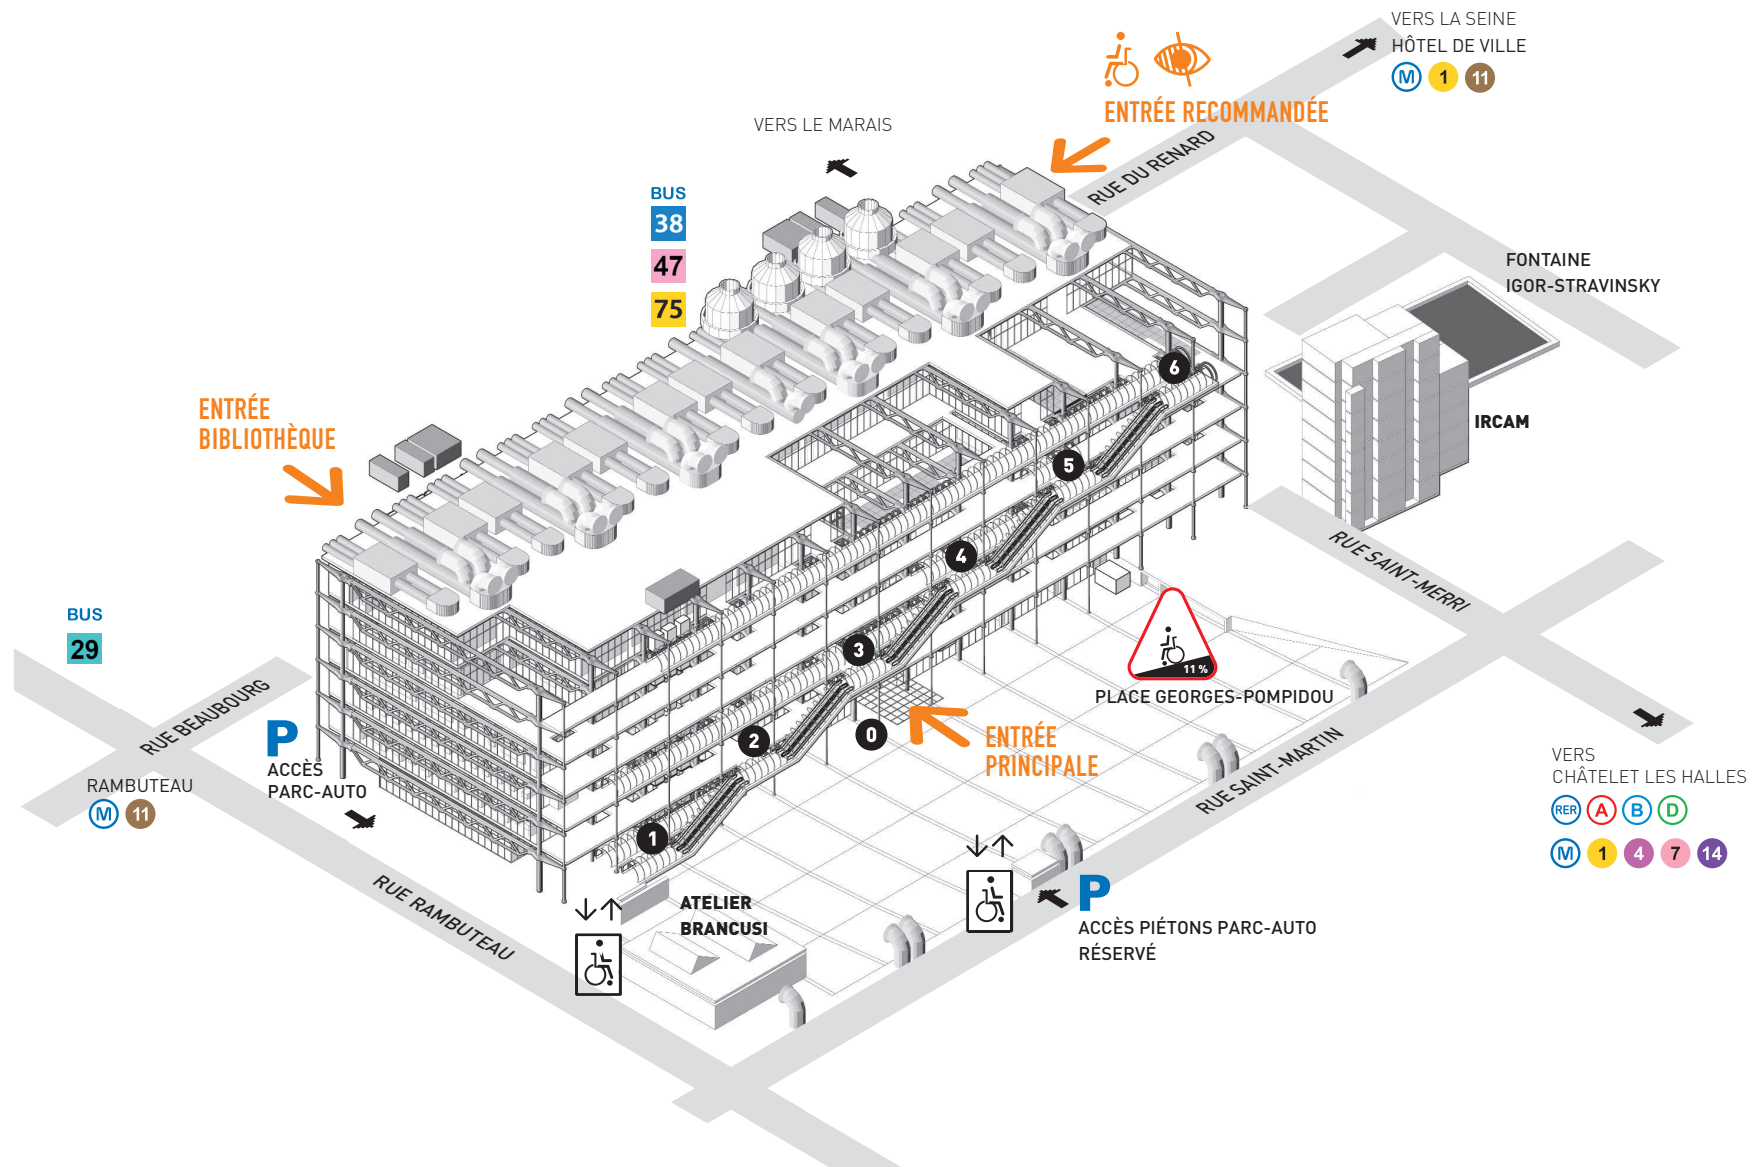 VERS LA SEINE
HÔTEL DE VILLE
M 1 11
ENTRÉE RECOMMANDÉE
VERS LE MARAIS
RUE DU RENARD
BUS
38
47
75
FONTAINE
IGOR-STRAVINSKY
IRCAM
ENTRÉE
BIBLIOTHÈQUE
6
5
4
3
2
1
0
RUE SAINT-MERRI
BUS
29
11 %
PLACE GEORGES-POMPIDOU
RUE BEAUBOURG
P
ACCÈS
PARC-AUTO
RAMBUTEAU
M 11
ENTRÉE
PRINCIPALE
RUE SAINT-MARTIN
VERS
CHÂTELET LES HALLES
RER A B D
M 1 4 7 14
RUE RAMBUTEAU
ATELIER
BRANCUSI
P
ACCÈS PIÉTONS PARC-AUTO
RÉSERVÉ